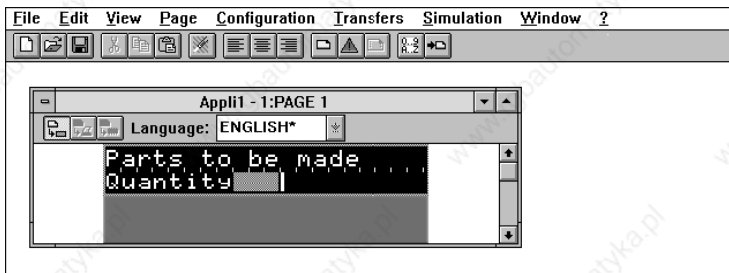 File Edit View Page Configuration Transfers Simulation Window ?
Appli1 - 1:PAGE 1
Language: ENGLISH*
Parts to be made
Quantity